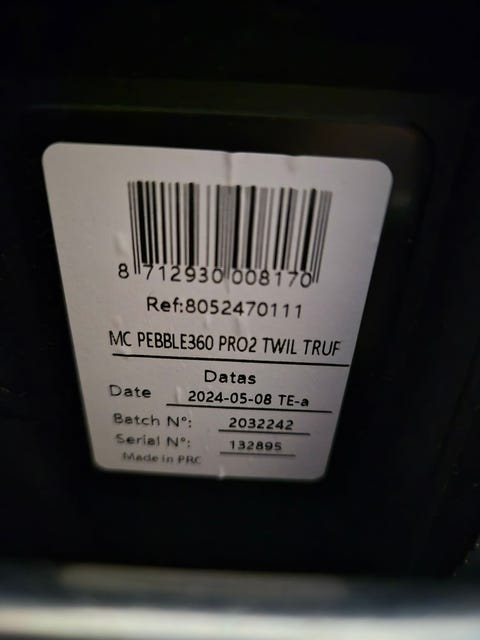 8 712930 008170
Ref:8052470111
MC PEBBLE360 PRO2 TWIL TRUF
Datas
Date 2024-05-08 TE-a
Batch N°: 2032242
Serial N°: 132895
Made in PRC